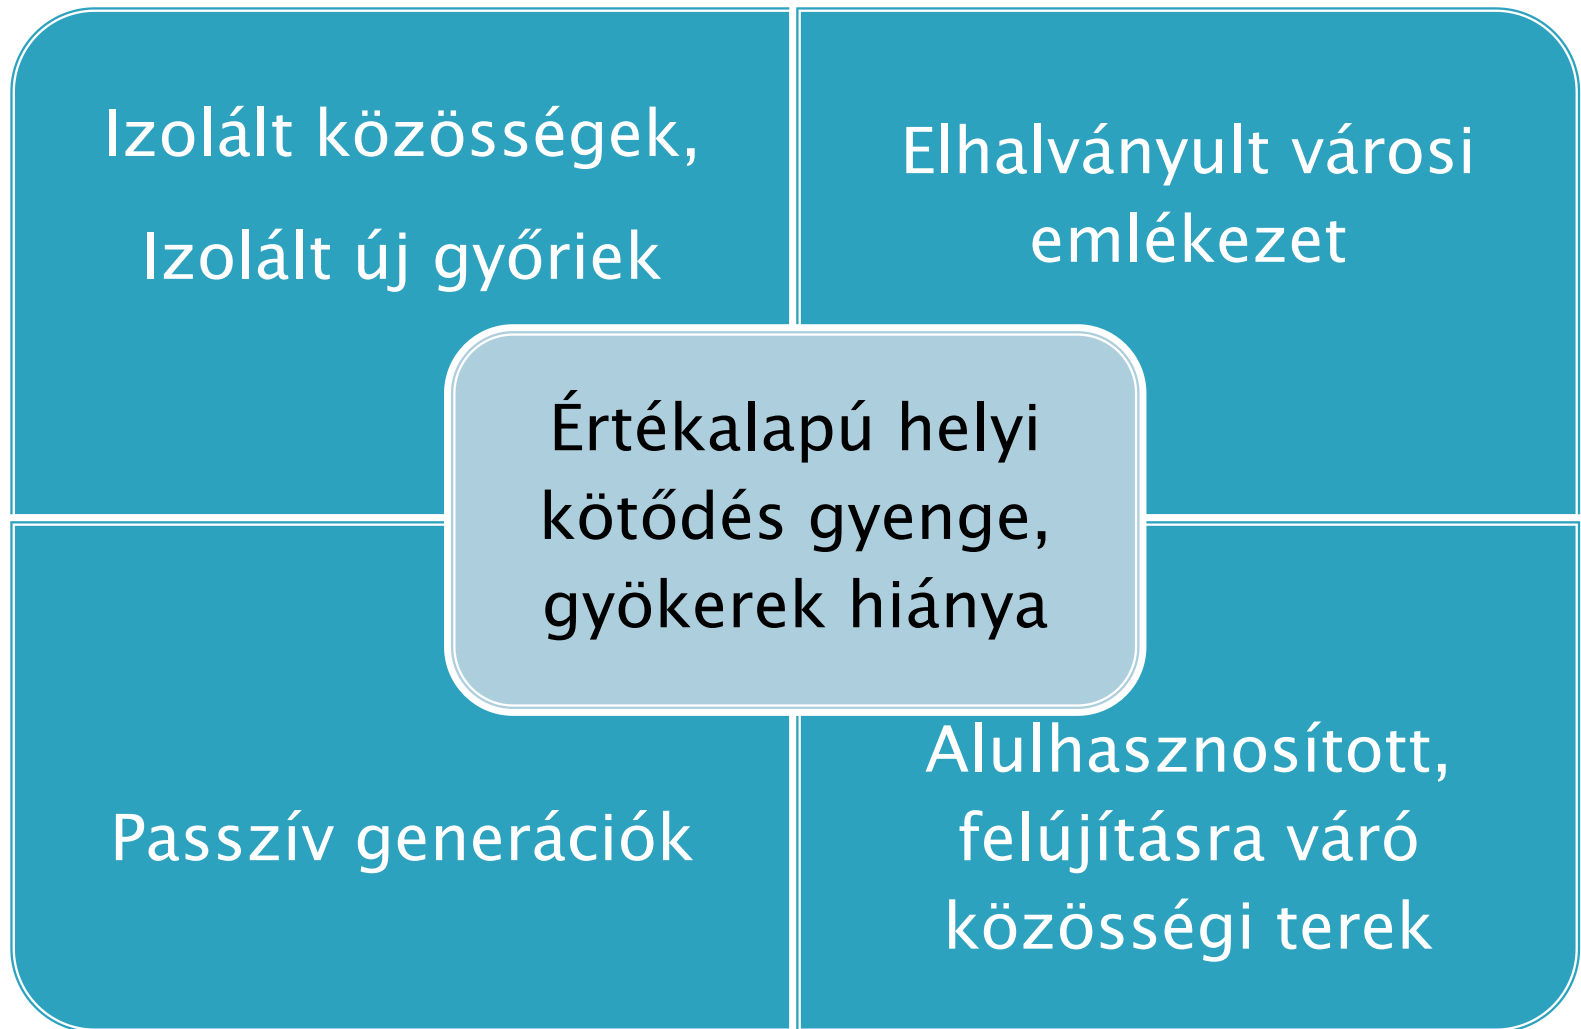 Izolált közösségek,
Izolált új győriek
Elhalványult városi
emlékezet
Értékalapú helyi
kötődés gyenge,
gyökerek hiánya
Passzív generációk
Alulhasznosított,
felújításra váró
közösségi terek